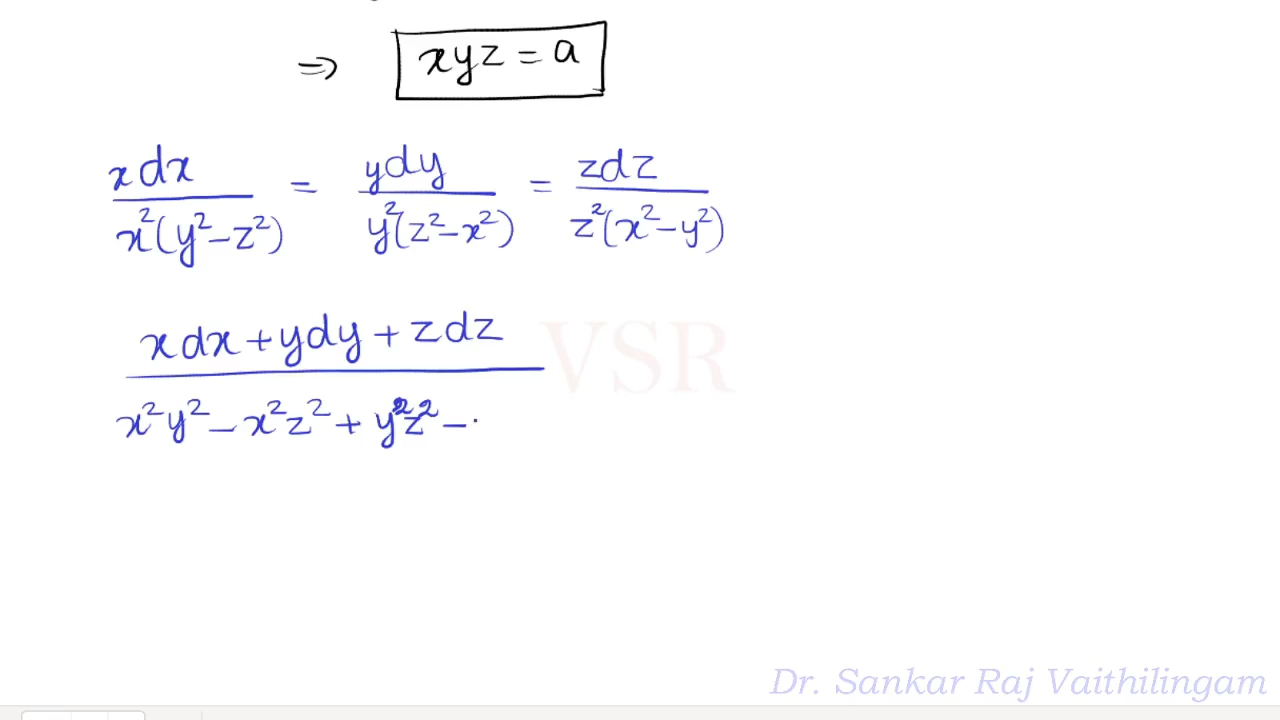 ⇒ xyz = a
xdx / x²(y²-z²) = ydy / y²(z²-x²) = zdz / z²(x²-y²)
xdx + ydy + zdz
x²y² - x²z² + y²z² -
VSR
Dr. Sankar Raj Vaithilingam